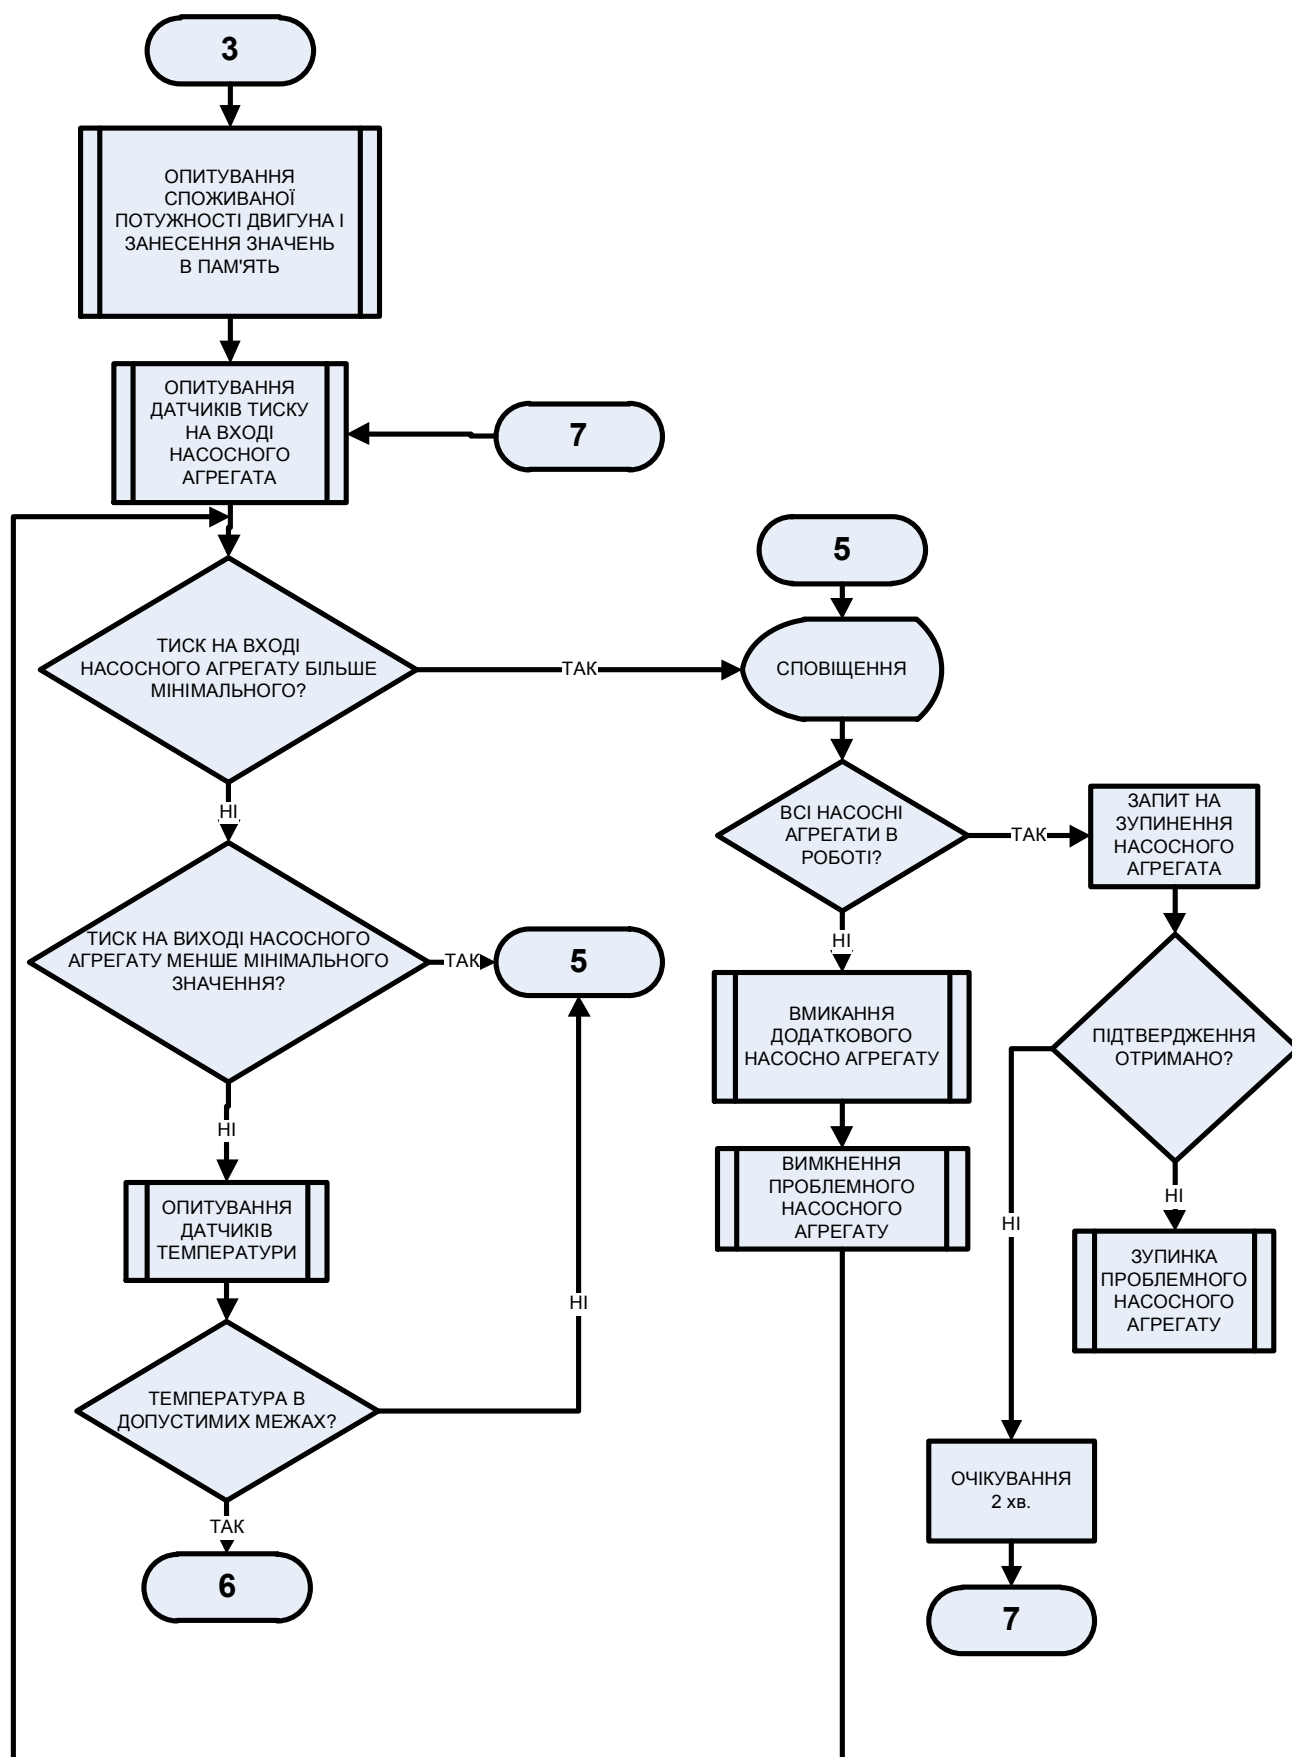 3
ОПИТУВАННЯ
СПОЖИВАНОЇ
ПОТУЖНОСТІ ДВИГУНА І
ЗАНЕСЕННЯ ЗНАЧЕНЬ
В ПАМ'ЯТЬ
ОПИТУВАННЯ
ДАТЧИКІВ ТИСКУ
НА ВХОДІ
НАСОСНОГО
АГРЕГАТА
7
ТИСК НА ВХОДІ
НАСОСНОГО АГРЕГАТУ БІЛЬШЕ
МІНІМАЛЬНОГО?
ТАК
5
СПОВІЩЕННЯ
НІ
ВСІ НАСОСНІ
АГРЕГАТИ В
РОБОТІ?
ТАК
ЗАПИТ НА
ЗУПИНЕННЯ
НАСОСНОГО
АГРЕГАТА
ТИСК НА ВИХОДІ НАСОСНОГО
АГРЕГАТУ МЕНШЕ МІНІМАЛЬНОГО
ЗНАЧЕННЯ?
ТАК
5
НІ
ВМИКАННЯ
ДОДАТКОВОГО
НАСОСНО АГРЕГАТУ
ПІДТВЕРДЖЕННЯ
ОТРИМАНО?
НІ
ВИМКНЕННЯ
ПРОБЛЕМНОГО
НАСОСНОГО
АГРЕГАТУ
НІ
НІ
ОПИТУВАННЯ
ДАТЧИКІВ
ТЕМПЕРАТУРИ
ЗУПИНКА
ПРОБЛЕМНОГО
НАСОСНОГО
АГРЕГАТУ
НІ
ТЕМПЕРАТУРА В
ДОПУСТИМИХ МЕЖАХ?
ОЧІКУВАННЯ
2 хв.
ТАК
6
7